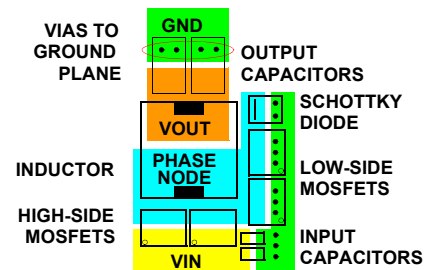 VIAS TO
GROUND
PLANE
GND
OUTPUT
CAPACITORS
VOUT
SCHOTTKY
DIODE
INDUCTOR
PHASE
NODE
LOW-SIDE
MOSFETS
HIGH-SIDE
MOSFETS
VIN
INPUT
CAPACITORS